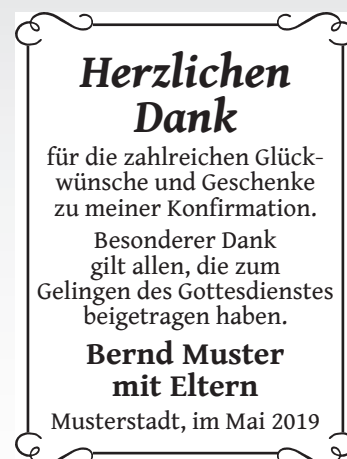 Herzlichen
Dank
für die zahlreichen Glück-
wünsche und Geschenke
zu meiner Konfirmation.
Besonderer Dank
gilt allen, die zum
Gelingen des Gottesdienstes
beigetragen haben.
Bernd Muster
mit Eltern
Musterstadt, im Mai 2019